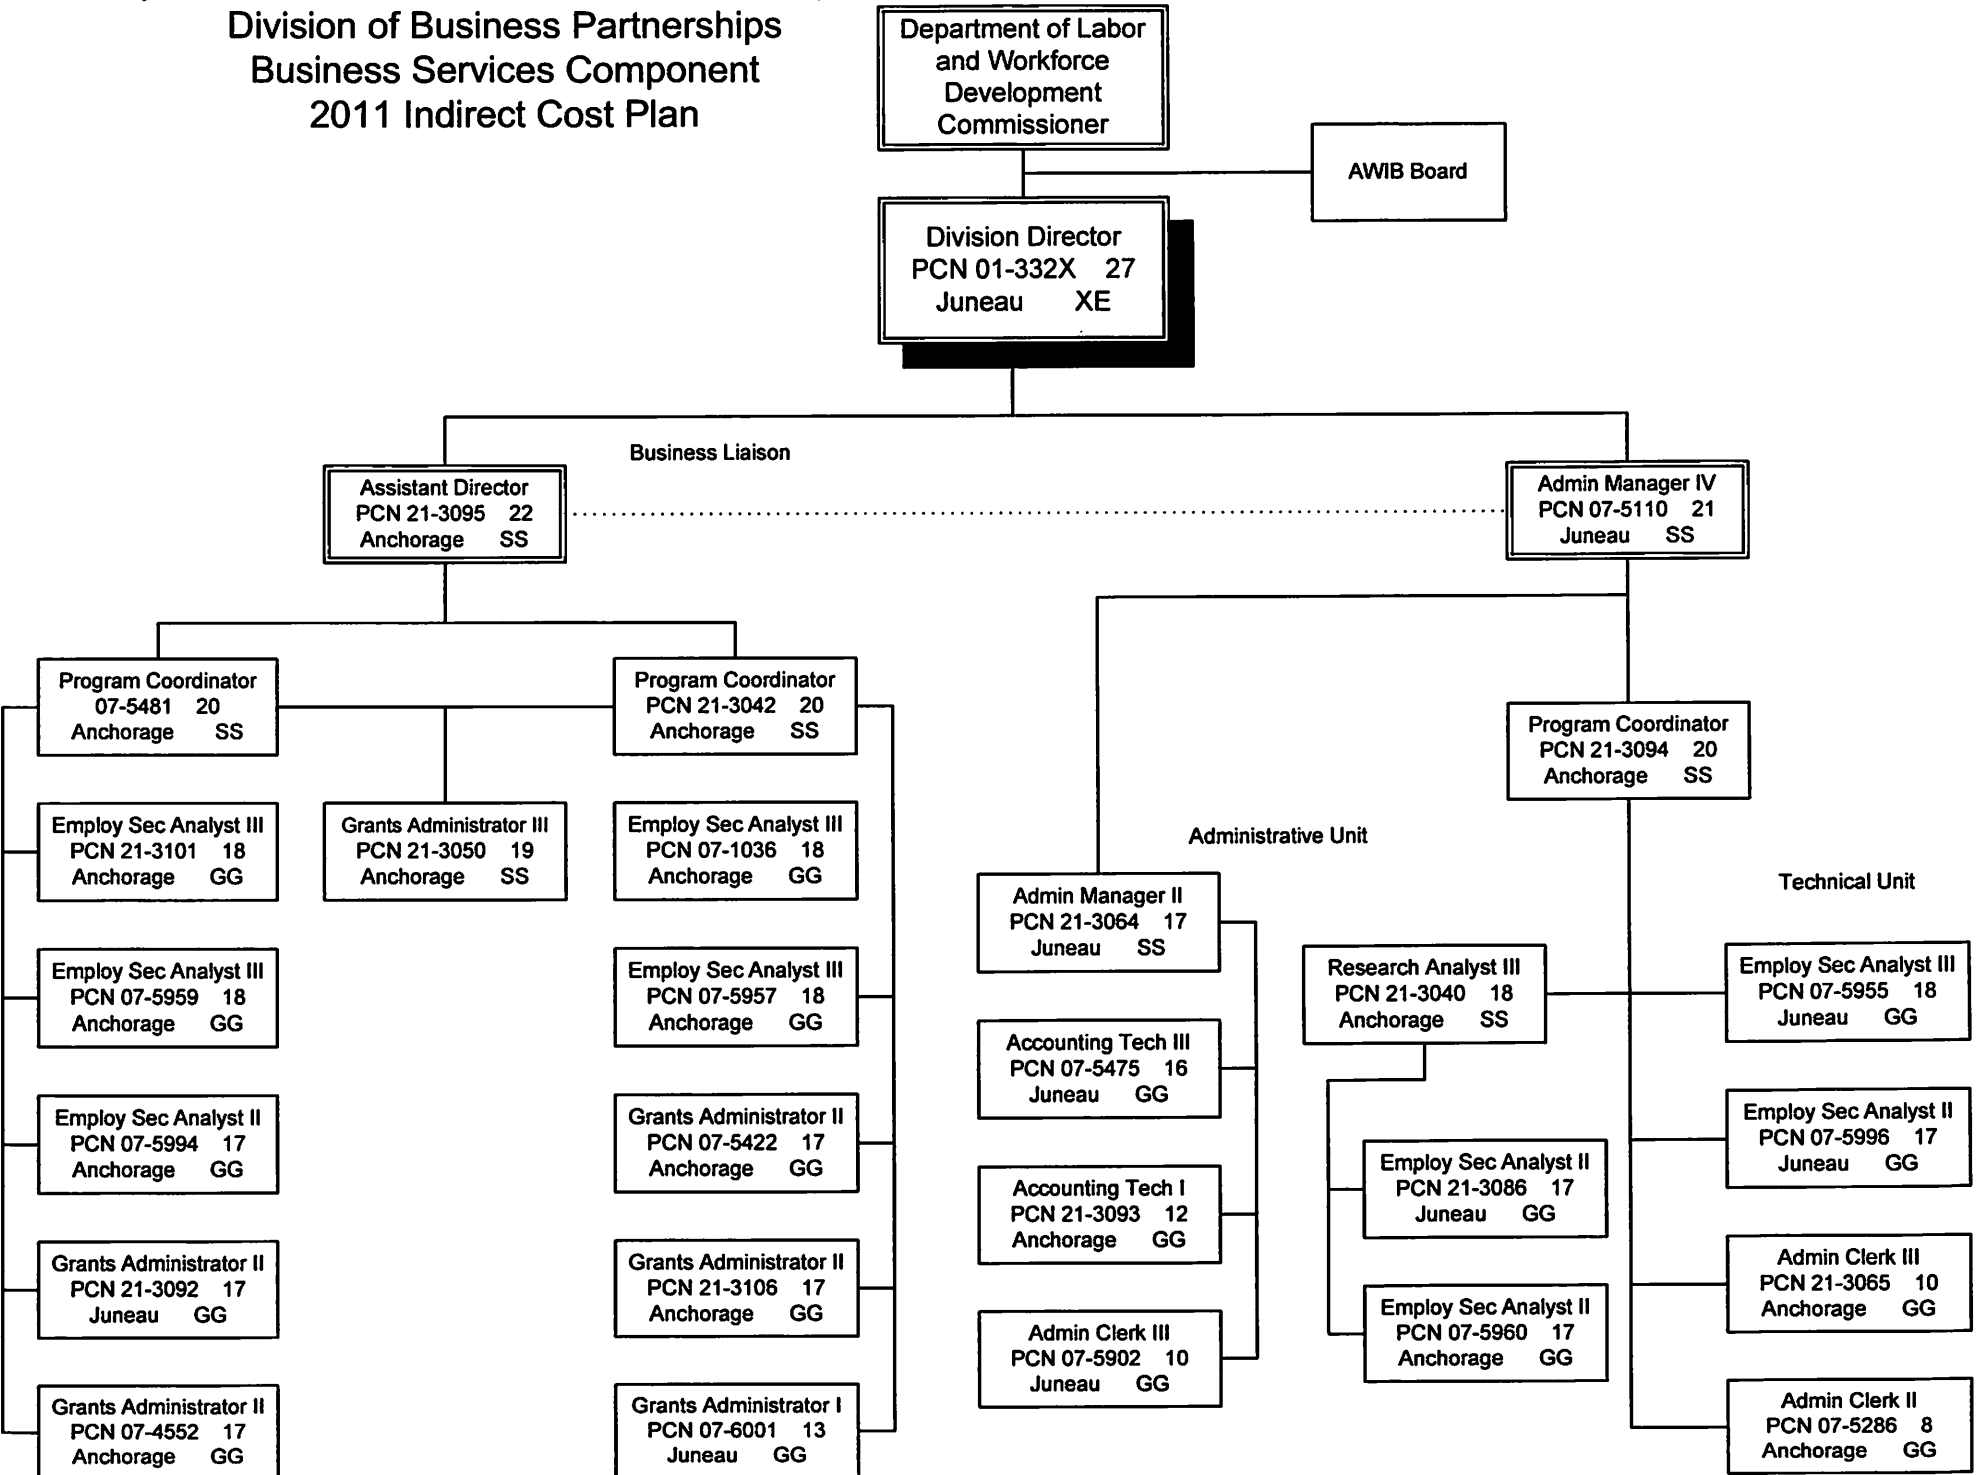 Division of Business Partnerships
Business Services Component
2011 Indirect Cost Plan
Department of Labor
and Workforce
Development
Commissioner
AWIB Board
Division Director
PCN 01-332X 27
Juneau XE
Business Liaison
Assistant Director
PCN 21-3095 22
Anchorage SS
Admin Manager IV
PCN 07-5110 21
Juneau SS
Program Coordinator
07-5481 20
Anchorage SS
Program Coordinator
PCN 21-3042 20
Anchorage SS
Program Coordinator
PCN 21-3094 20
Anchorage SS
Employ Sec Analyst III
PCN 21-3101 18
Anchorage GG
Grants Administrator III
PCN 21-3050 19
Anchorage SS
Employ Sec Analyst III
PCN 07-1036 18
Anchorage GG
Administrative Unit
Technical Unit
Employ Sec Analyst III
PCN 07-5959 18
Anchorage GG
Employ Sec Analyst III
PCN 07-5957 18
Anchorage GG
Admin Manager II
PCN 21-3064 17
Juneau SS
Research Analyst III
PCN 21-3040 18
Anchorage SS
Employ Sec Analyst III
PCN 07-5955 18
Juneau GG
Employ Sec Analyst II
PCN 07-5994 17
Anchorage GG
Grants Administrator II
PCN 07-5422 17
Anchorage GG
Accounting Tech III
PCN 07-5475 16
Juneau GG
Employ Sec Analyst II
PCN 21-3086 17
Juneau GG
Employ Sec Analyst II
PCN 07-5996 17
Juneau GG
Grants Administrator II
PCN 21-3092 17
Juneau GG
Grants Administrator II
PCN 21-3106 17
Anchorage GG
Accounting Tech I
PCN 21-3093 12
Anchorage GG
Employ Sec Analyst II
PCN 07-5960 17
Anchorage GG
Admin Clerk III
PCN 21-3065 10
Anchorage GG
Grants Administrator II
PCN 07-4552 17
Anchorage GG
Grants Administrator I
PCN 07-6001 13
Juneau GG
Admin Clerk III
PCN 07-5902 10
Juneau GG
Admin Clerk II
PCN 07-5286 8
Anchorage GG